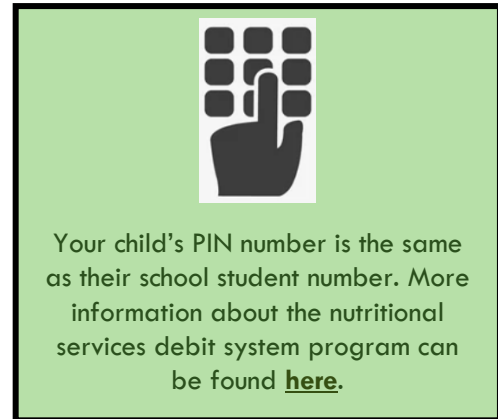 Your child’s PIN number is the same
as their school student number. More
information about the nutritional
services debit system program can
be found here.